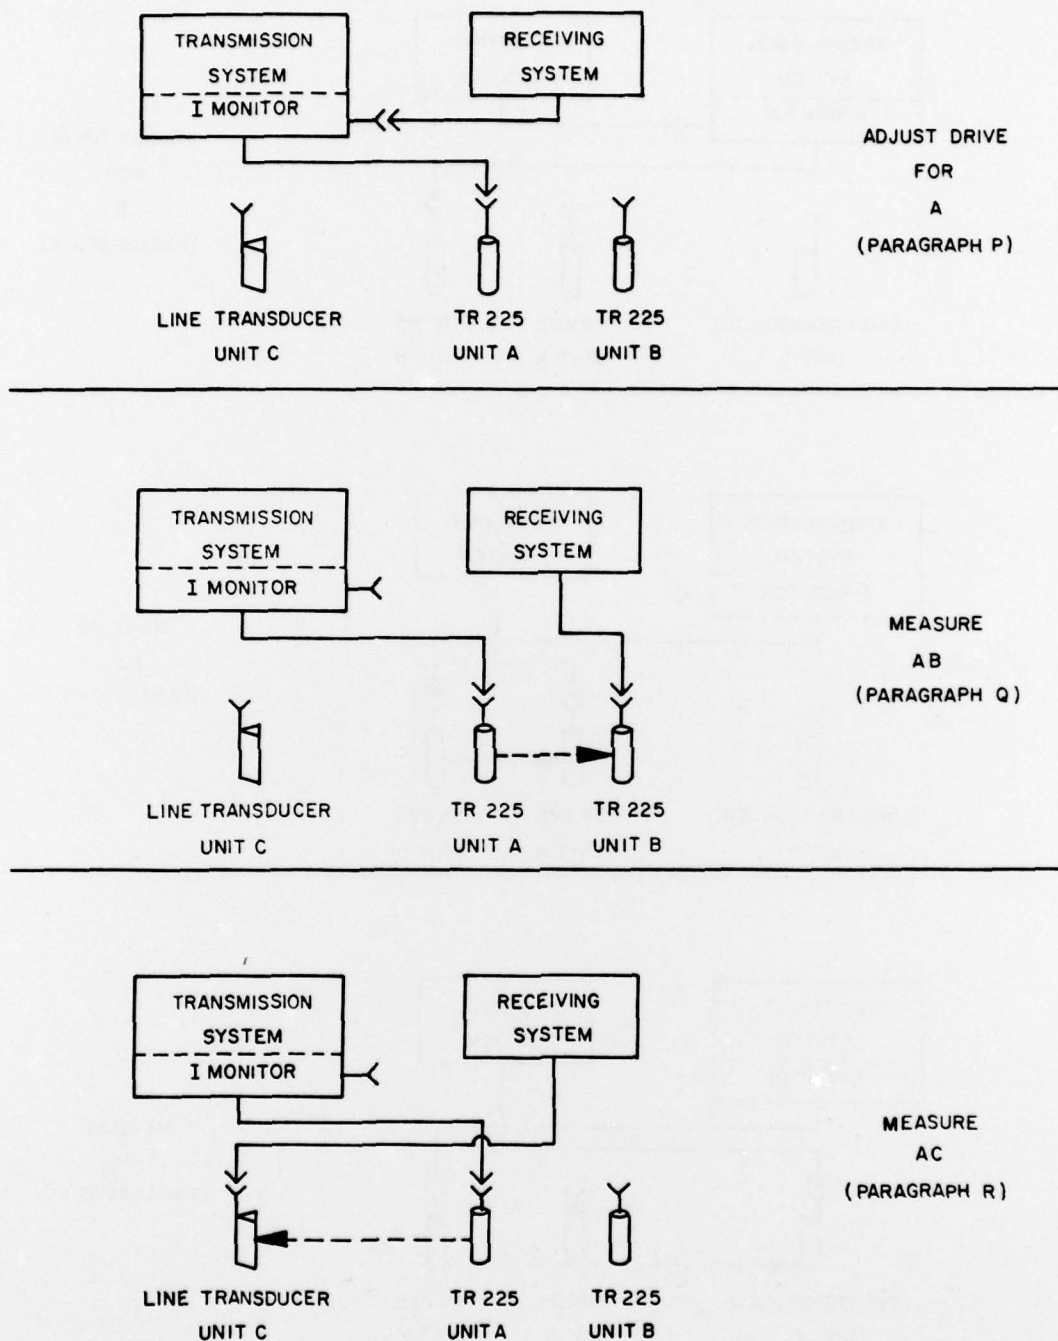 TRANSMISSION
SYSTEM
I MONITOR
RECEIVING
SYSTEM
ADJUST DRIVE
FOR
A
(PARAGRAPH P)
LINE TRANSDUCER
UNIT C
TR 225
UNIT A
TR 225
UNIT B
TRANSMISSION
SYSTEM
I MONITOR
RECEIVING
SYSTEM
MEASURE
AB
(PARAGRAPH Q)
LINE TRANSDUCER
UNIT C
TR 225
UNIT A
TR 225
UNIT B
TRANSMISSION
SYSTEM
I MONITOR
RECEIVING
SYSTEM
MEASURE
AC
(PARAGRAPH R)
LINE TRANSDUCER
UNIT C
TR 225
UNIT A
TR 225
UNIT B